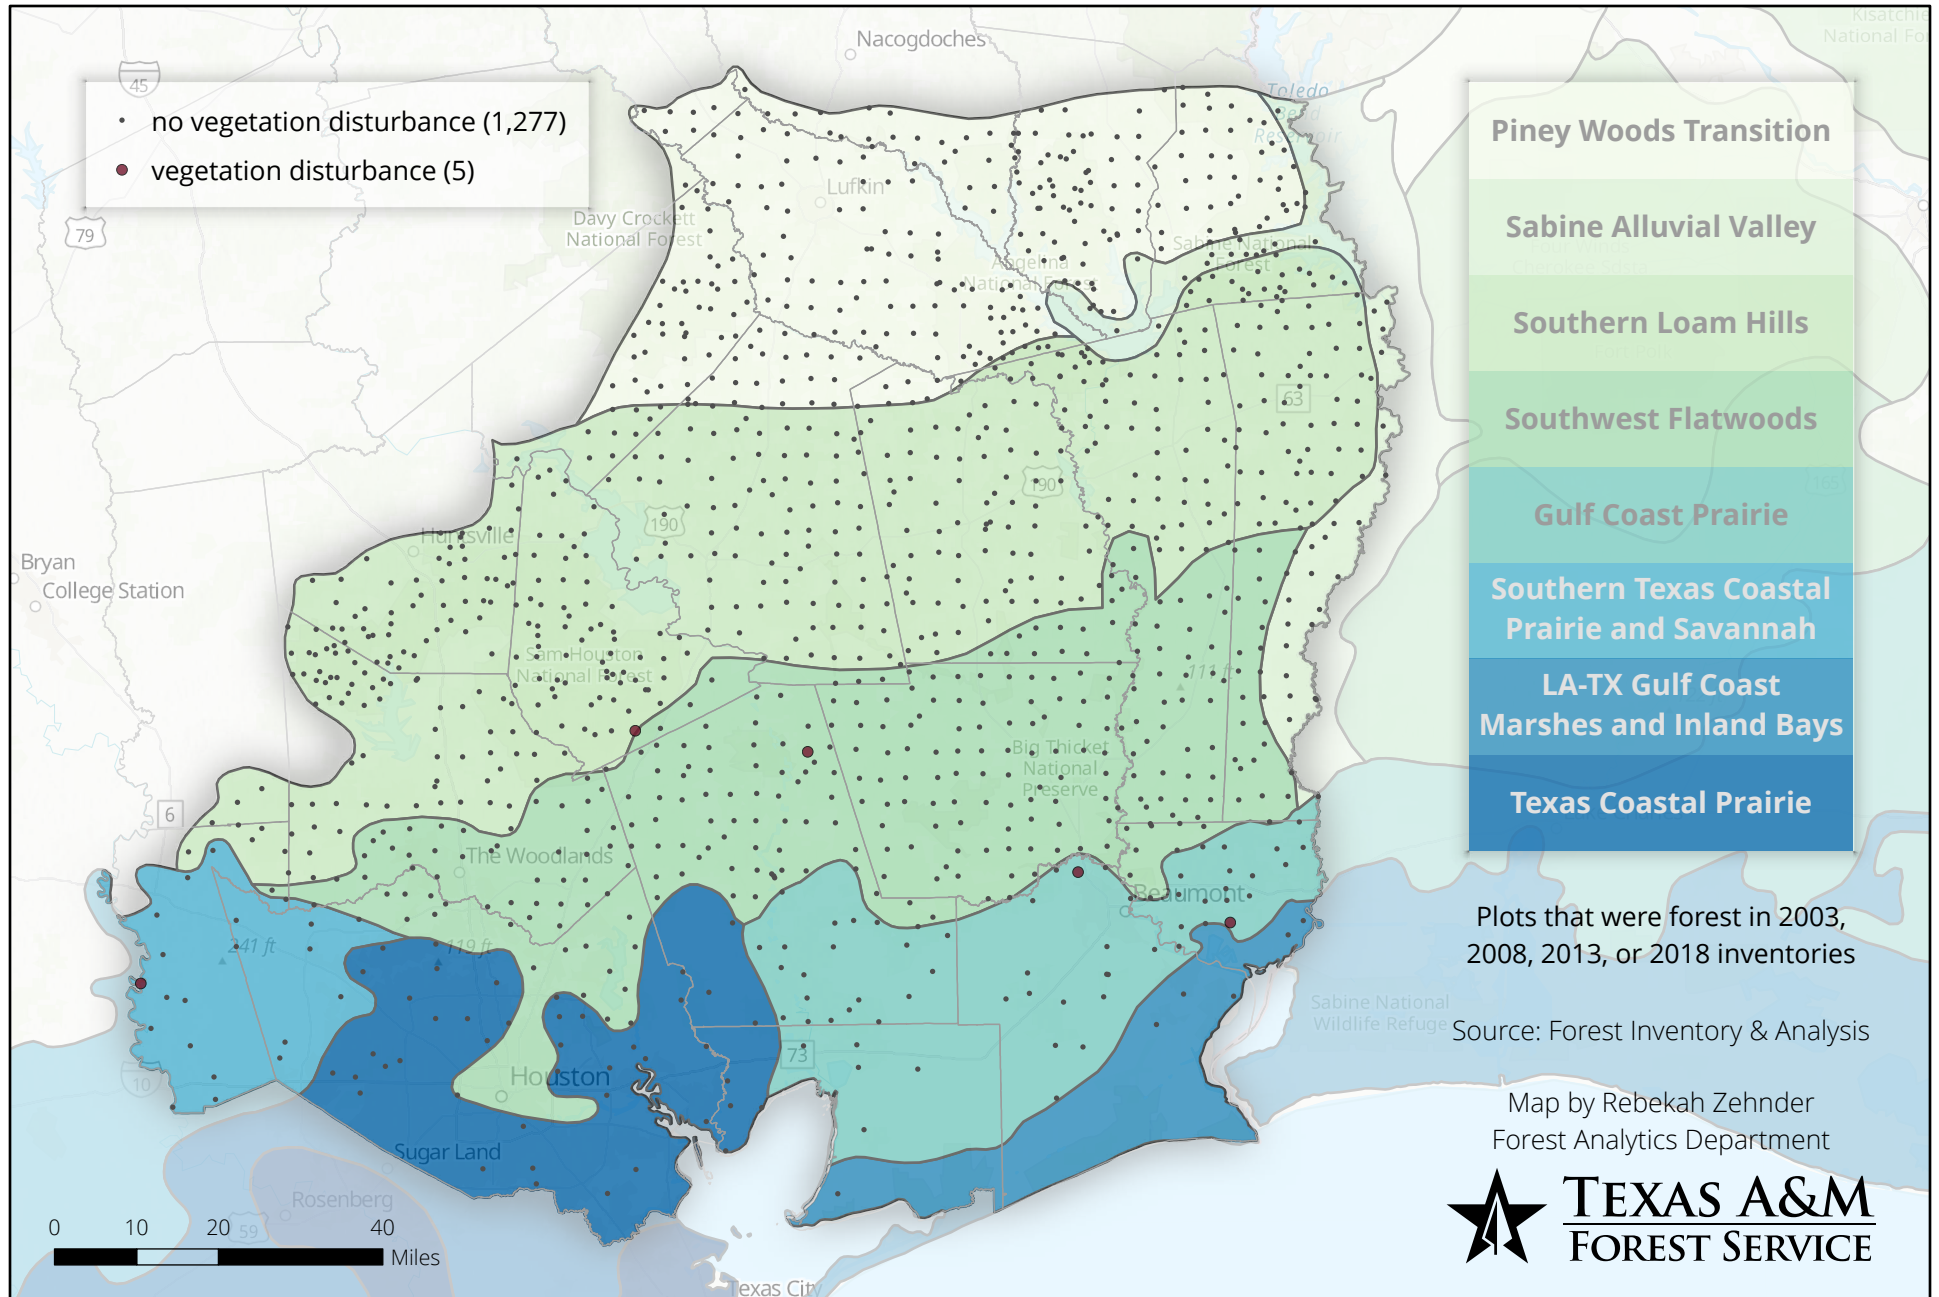 Nacogdoches
Kisatchie
National For
45
no vegetation disturbance (1,277)
vegetation disturbance (5)
Toledo
Bend
Reservoir
Piney Woods Transition
Lufkin
79
Davy Crockett
National Forest
Sabine Alluvial Valley
Sabine National
Forest
Angelina
National Forest
Southern Loam Hills
63
Southwest Flatwoods
190
190
165
Gulf Coast Prairie
Huntsville
Bryan
College Station
Southern Texas Coastal
Prairie and Savannah
Sam Houston
National Forest
111 ft
LA-TX Gulf Coast
Marshes and Inland Bays
Big Thicket
National
Preserve
6
Texas Coastal Prairie
The Woodlands
Beaumont
241 ft
119 ft
Plots that were forest in 2003,
2008, 2013, or 2018 inventories
Sabine National
Wildlife Refuge
Source: Forest Inventory & Analysis
73
10
Houston
Map by Rebekah Zehnder
Forest Analytics Department
Sugar Land
Rosenberg
59
0 10 20 40
Miles
TEXAS A&M
FOREST SERVICE
Texas City